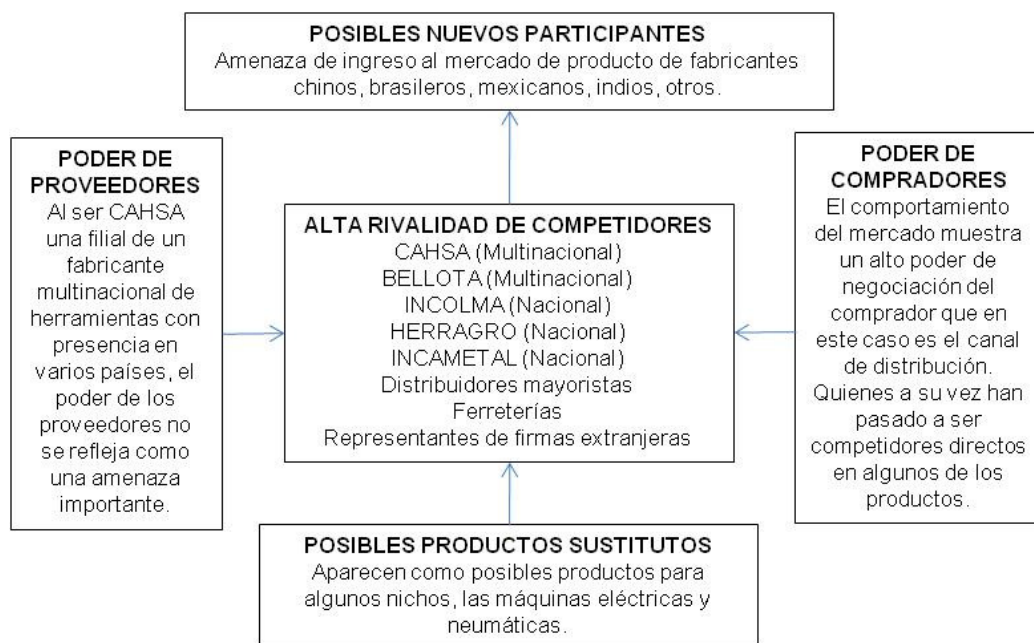 POSIBLES NUEVOS PARTICIPANTES
Amenaza de ingreso al mercado de producto de fabricantes
chinos, brasileros, mexicanos, indios, otros.
PODER DE
PROVEEDORES
Al ser CAHSA
una filial de un
fabricante
multinacional de
herramientas con
presencia en
varios países, el
poder de los
proveedores no
se refleja como
una amenaza
importante.
ALTA RIVALIDAD DE COMPETIDORES
CAHSA (Multinacional)
BELLOTA (Multinacional)
INCOLMA (Nacional)
HERRAGRO (Nacional)
INCAMETAL (Nacional)
Distribuidores mayoristas
Ferreterías
Representantes de firmas extranjeras
PODER DE
COMPRADORES
El comportamiento
del mercado muestra
un alto poder de
negociación del
comprador que en
este caso es el canal
de distribución.
Quienes a su vez han
pasado a ser
competidores directos
en algunos de los
productos.
POSIBLES PRODUCTOS SUSTITUTOS
Aparecen como posibles productos para
algunos nichos, las máquinas eléctricas y
neumáticas.